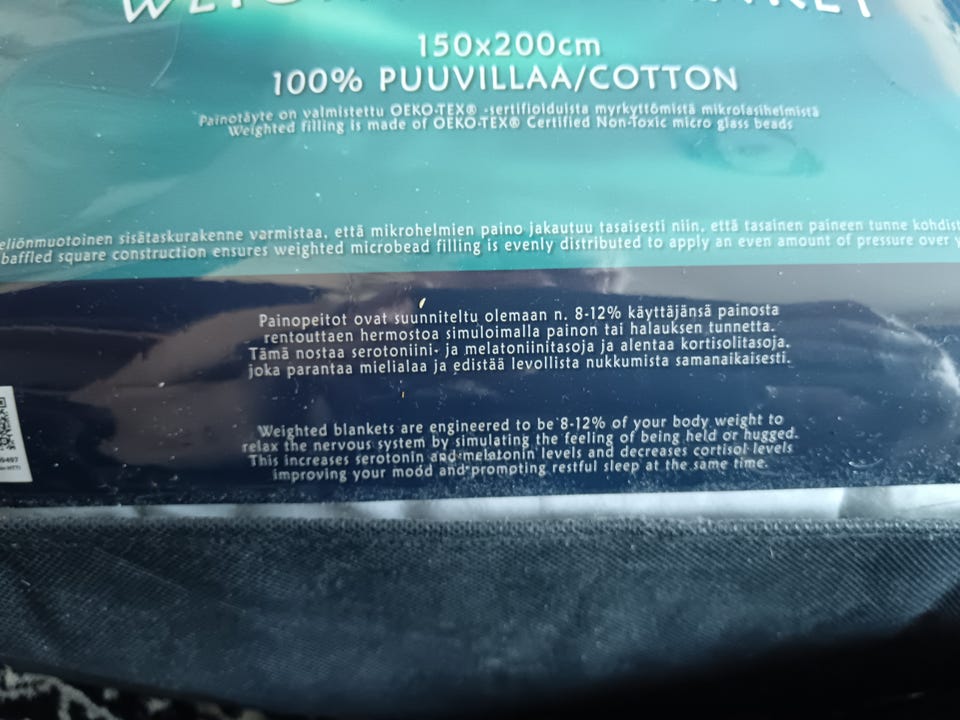 150x200cm
100% PUUVILLAA/COTTON
Painotäyte on valmistettu OEKO-TEX® -sertifioiduista myrkyttömistä mikrolasihelmistä
Weighted filling is made of OEKO-TEX® Certified Non-Toxic micro glass beads
eliönmuotoinen sisätaskurakenne varmistaa, että mikrohelmien paino jakautuu tasaisesti niin, että tasainen paineen tunne kohdist
baffled square construction ensures weighted microbead filling is evenly distributed to apply an even amount of pressure over y
Painopeitot ovat suunniteltu olemaan n. 8-12% käyttäjänsä painosta
rentouttaen hermostoa simuloimalla painon tai halauksen tunnetta.
Tämä nostaa serotoniini- ja melatoniinitasoja ja alentaa kortisolitasoja.
joka parantaa mielialaa ja edistää levollista nukkumista samanaikaisesti.
Weighted blankets are engineered to be 8-12% of your body weight to
relax the nervous system by simulating the feeling of being held or hugged.
This increases serotonin and melatonin levels and decreases cortisol levels
improving your mood and promoting restful sleep at the same time.